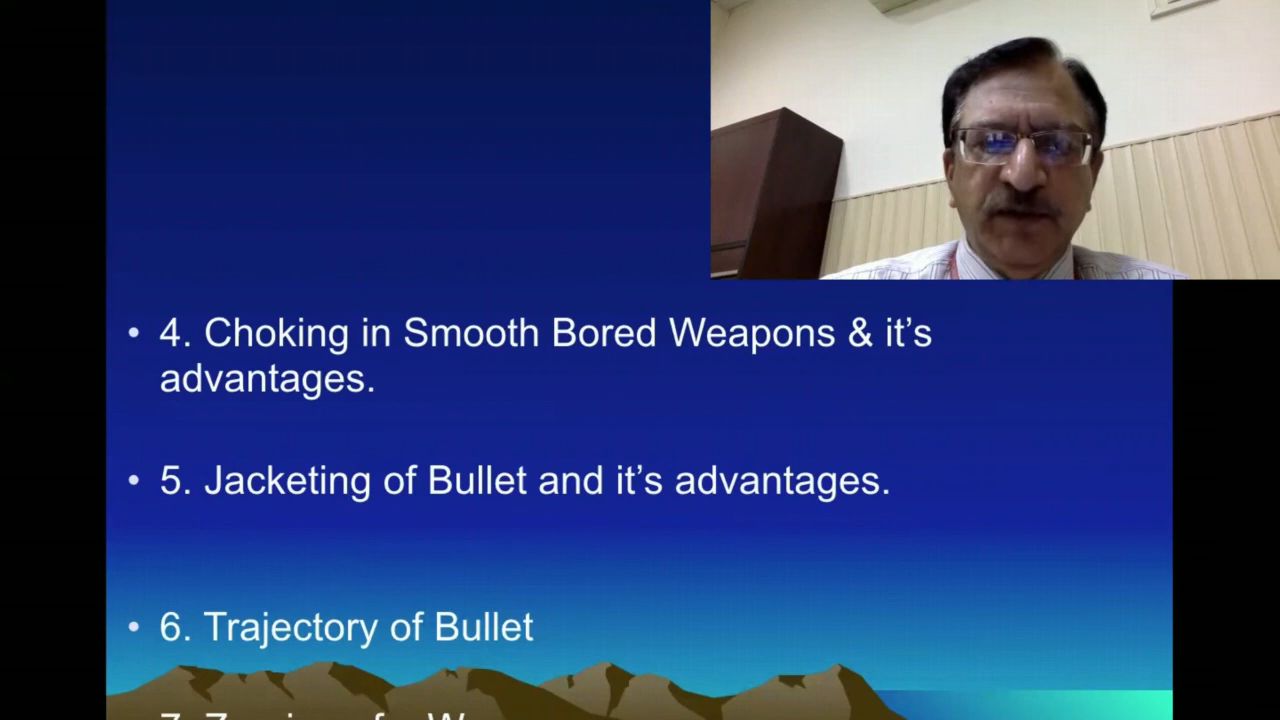 • 4. Choking in Smooth Bored Weapons & it’s
advantages.
• 5. Jacketing of Bullet and it’s advantages.
• 6. Trajectory of Bullet